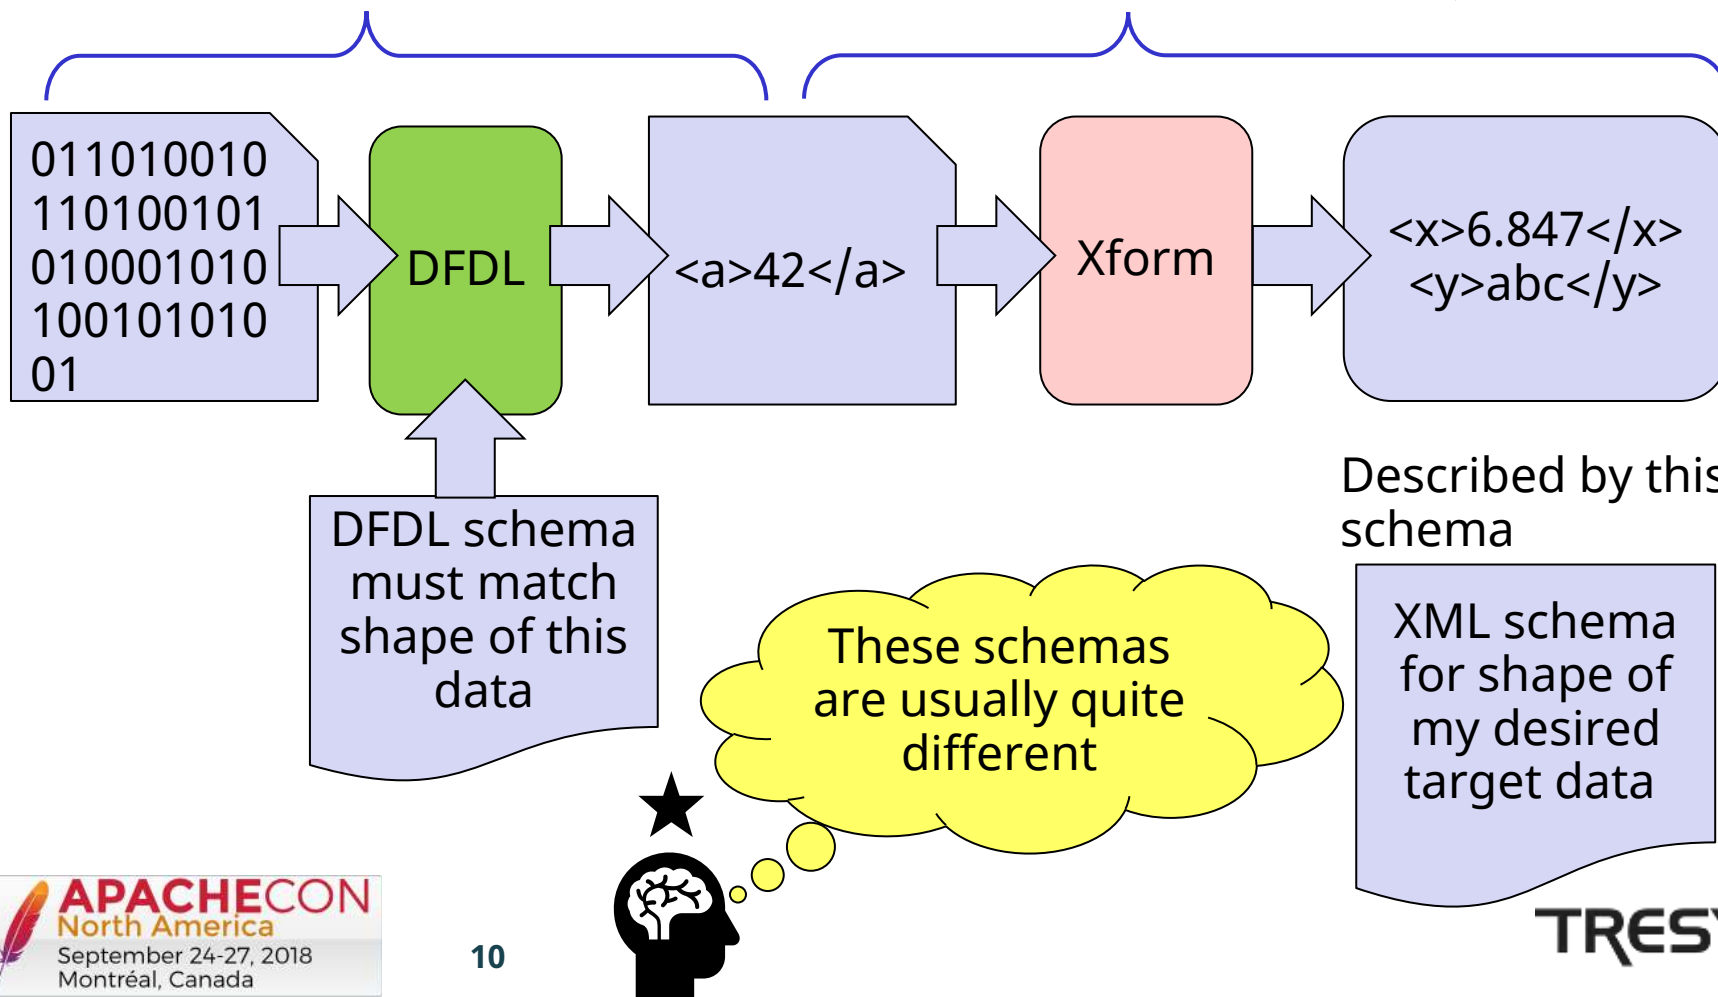 011010010
110100101
010001010
100101010
01
DFDL
<a>42</a>
Xform
<x>6.847</x>
<y>abc</y>
DFDL schema
must match
shape of this
data
These schemas
are usually quite
different
Described by this
schema
XML schema
for shape of
my desired
target data
APACHECON
North America
September 24-27, 2018
Montréal, Canada
10